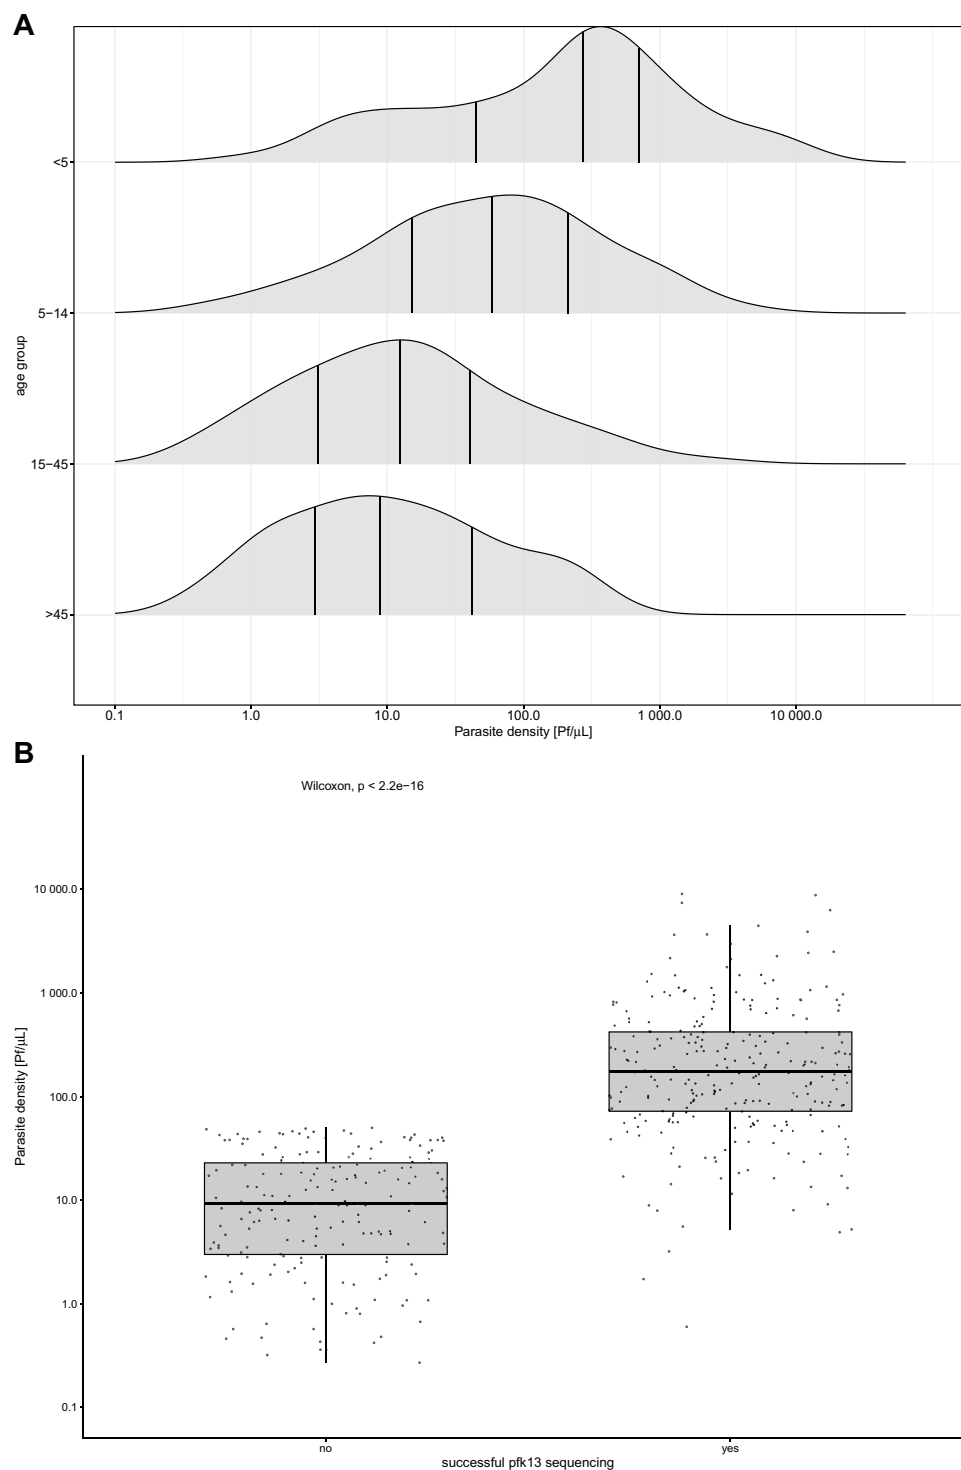 A
<5
5−14
15−45
>45
age group
0.1 1.0 10.0 100.0 1 000.0 10 000.0
Parasite density [Pf/μL]
B
Wilcoxon, p < 2.2e−16
10 000.0
1 000.0
100.0
10.0
1.0
0.1
Parasite density [Pf/μL]
no yes
successful pfk13 sequencing